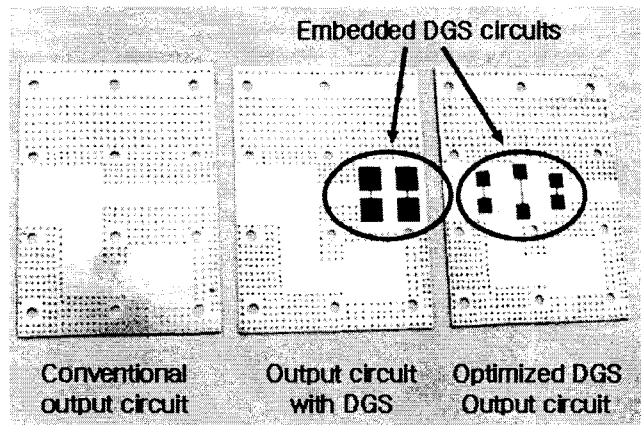 Embedded DGS circuits
Conventional
output circuit
Output circuit
with DGS
Optimized DGS
Output circuit